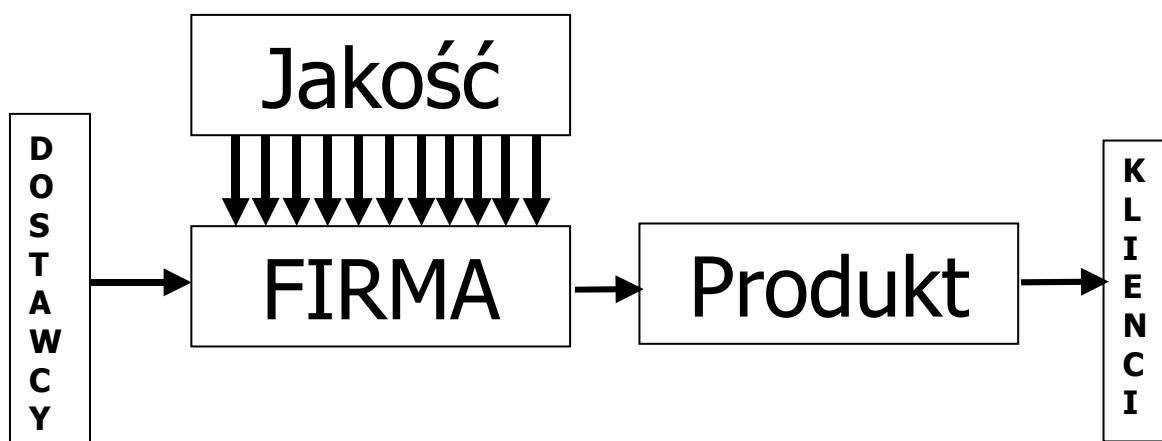 Jakość
DOSTAWCY
FIRMA
Produkt
KLIENCI